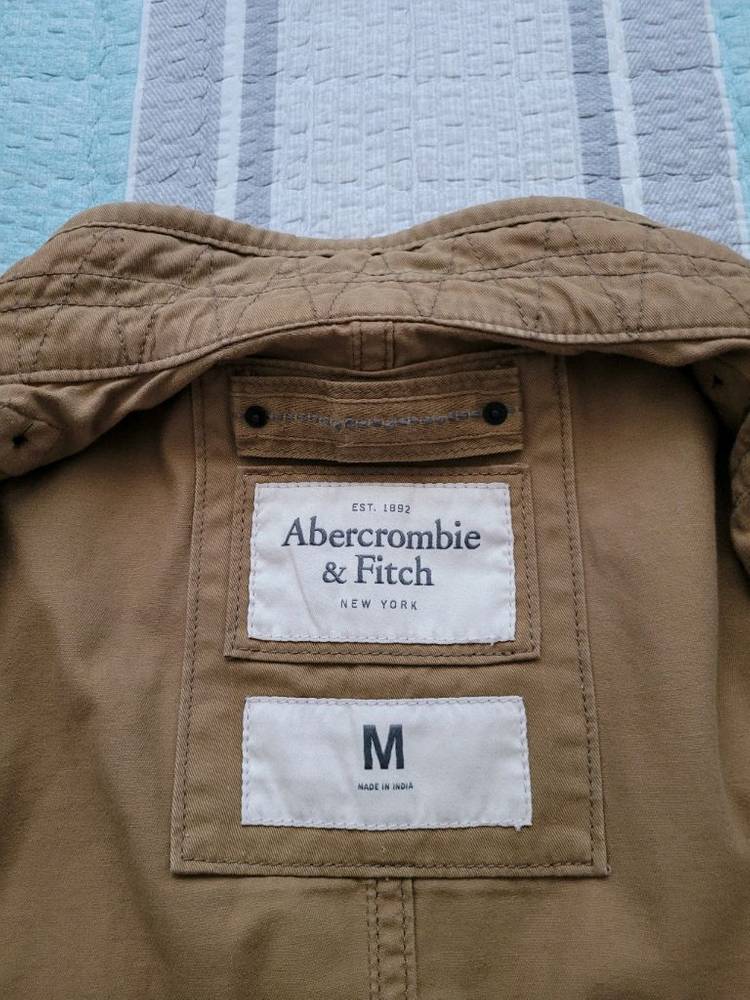 EST. 1892
Abercrombie
& Fitch
NEW YORK
M
MADE IN INDIA